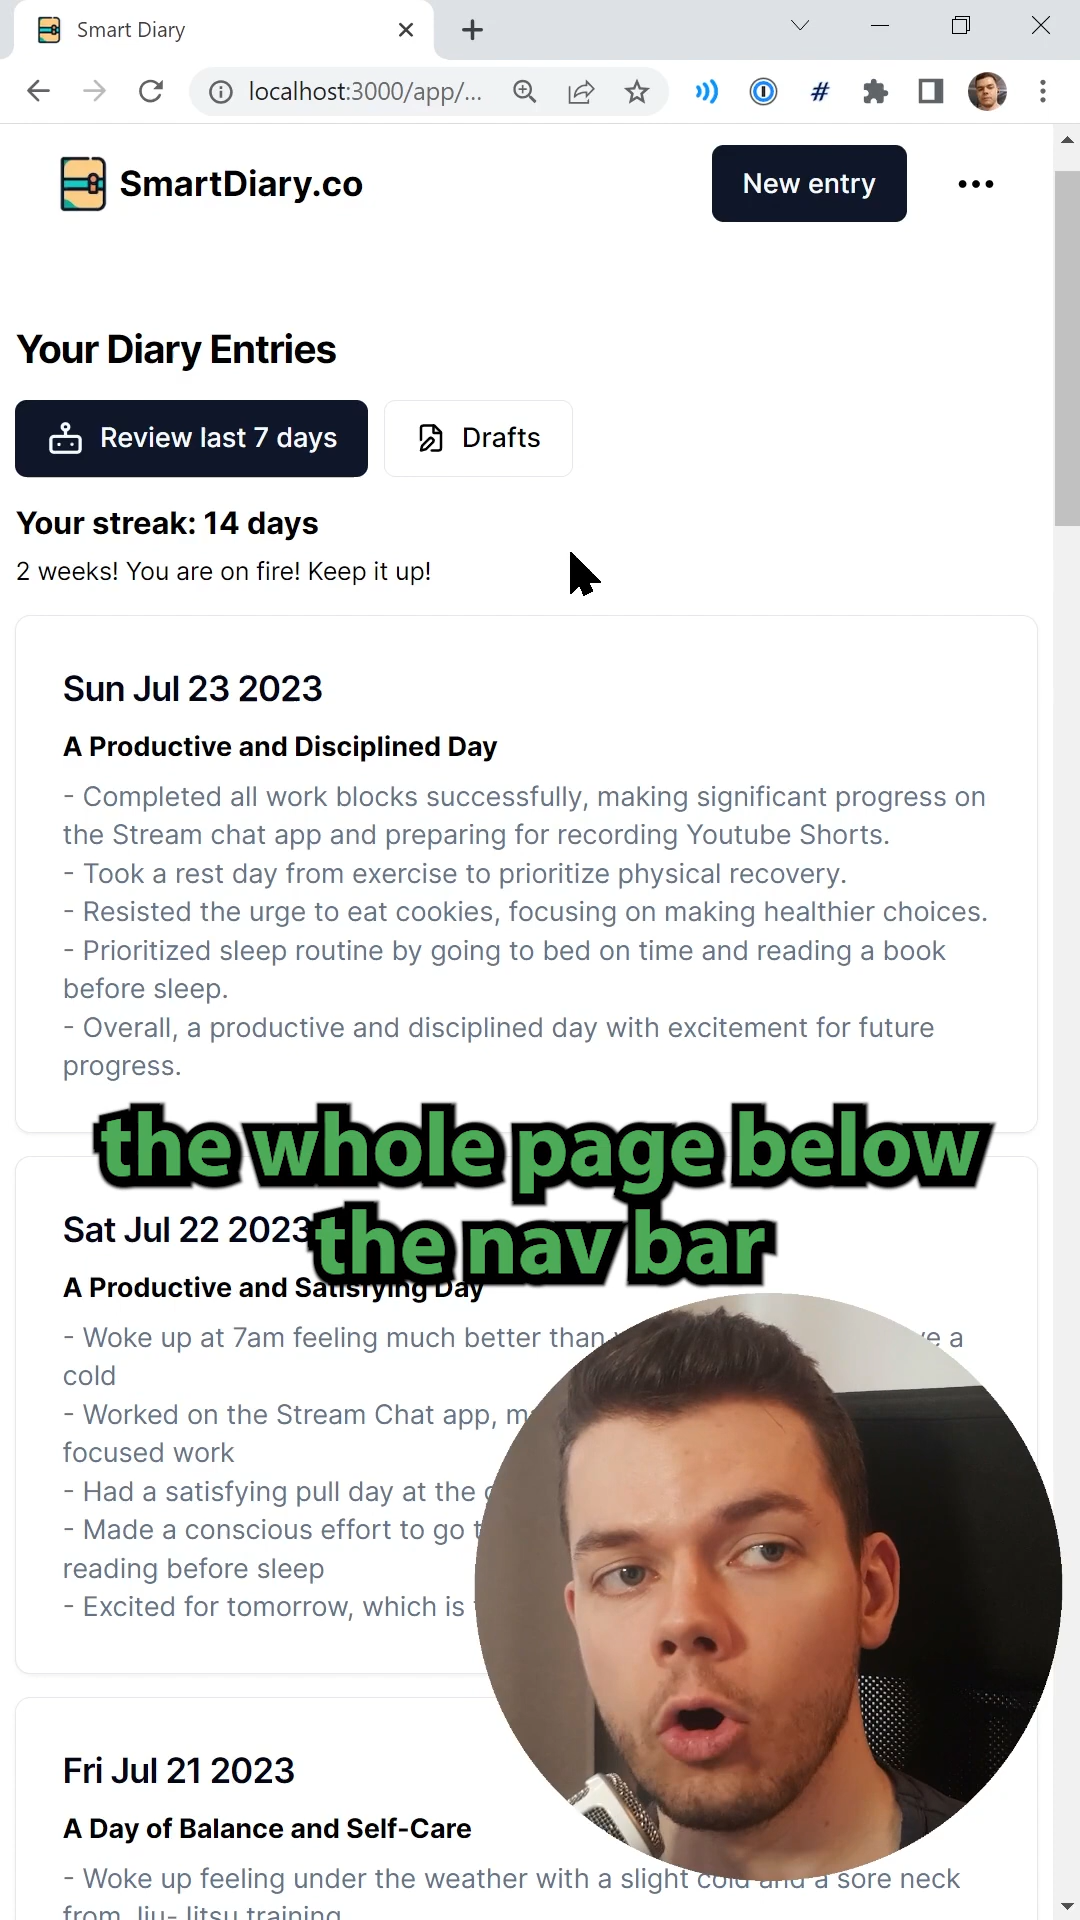 Smart Diary
localhost:3000/app/...
SmartDiary.co
New entry
Your Diary Entries
Review last 7 days
Drafts
Your streak: 14 days
2 weeks! You are on fire! Keep it up!
Sun Jul 23 2023
A Productive and Disciplined Day
- Completed all work blocks successfully, making significant progress on
the Stream chat app and preparing for recording Youtube Shorts.
- Took a rest day from exercise to prioritize physical recovery.
- Resisted the urge to eat cookies, focusing on making healthier choices.
- Prioritized sleep routine by going to bed on time and reading a book
before sleep.
- Overall, a productive and disciplined day with excitement for future
progress.
the whole page below
the nav bar
Sat Jul 22 2023
A Productive and Satisfying Day
- Woke up at 7am feeling much better than
a
cold
- Worked on the Stream Chat app,
focused work
- Had a satisfying pull day at the
- Made a conscious effort to go
reading before sleep
- Excited for tomorrow, which is
Fri Jul 21 2023
A Day of Balance and Self-Care
- Woke up feeling under the weather with a slight cold and a sore neck
from Jiu-Jitsu training